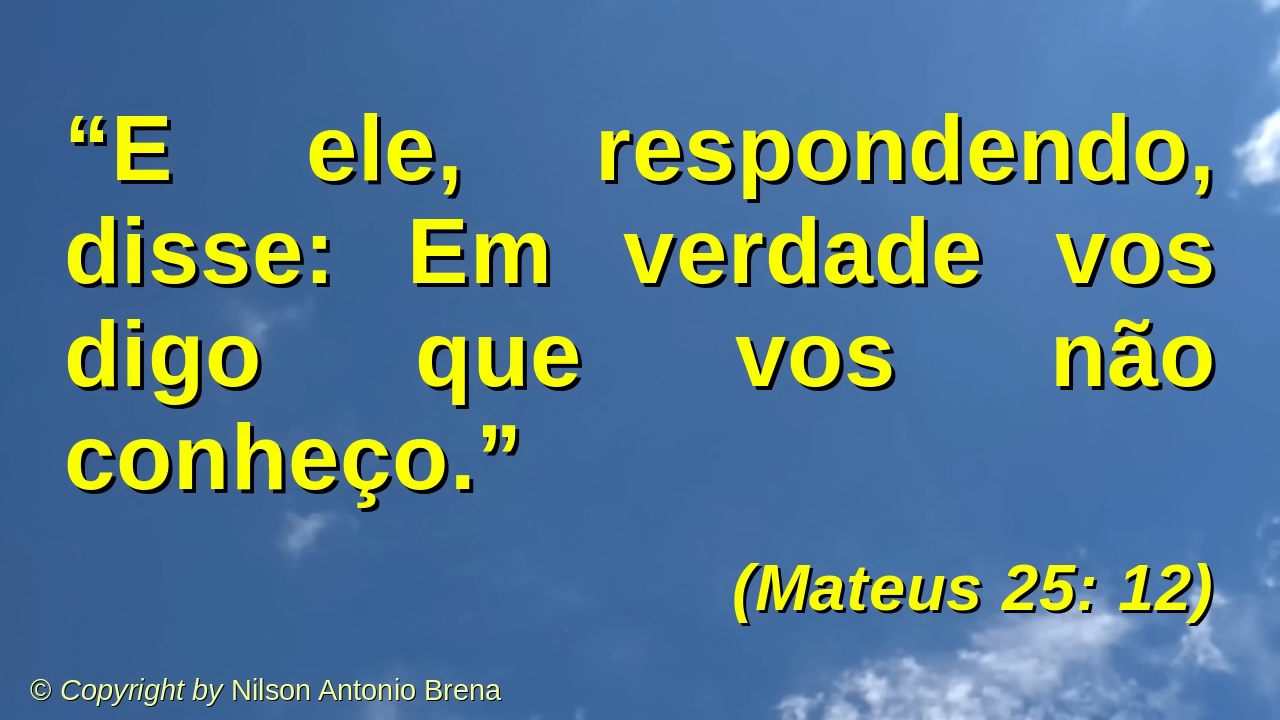 “E ele, respondendo,
disse: Em verdade vos
digo que vos não
conheço.”
(Mateus 25: 12)
© Copyright by Nilson Antonio Brena